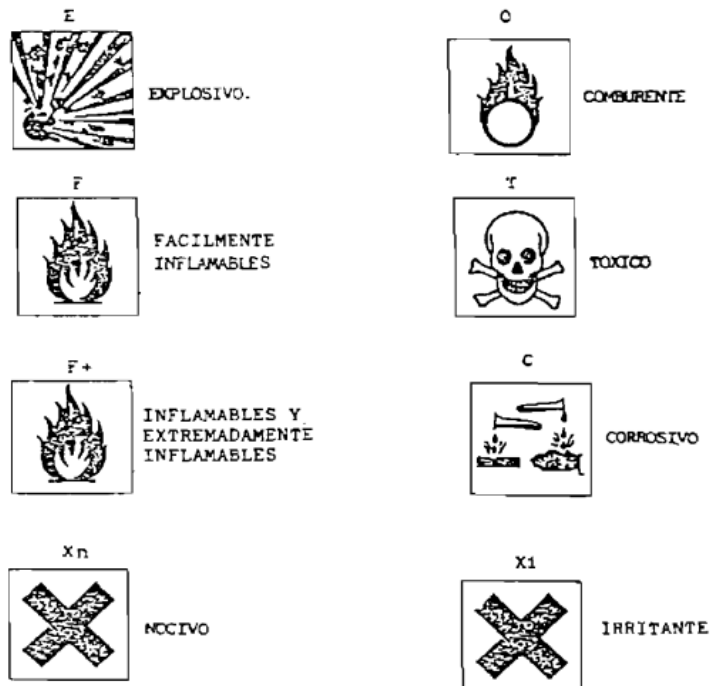 E
EXPLOSIVO.
O
COMBURENTE
F
FACILMENTE
INFLAMABLES
T
TOXICO
F+
INFLAMABLES Y
EXTREMADAMENTE
INFLAMABLES
C
CORROSIVO
Xn
NOCIVO
Xi
IRRITANTE